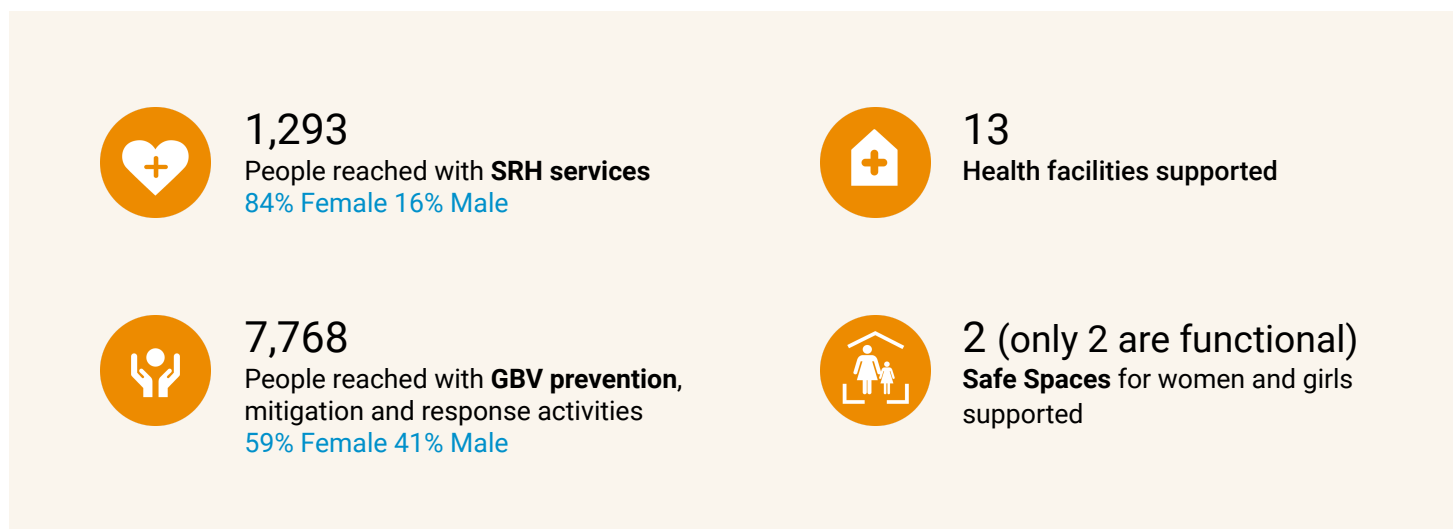 1,293
People reached with SRH services
84% Female 16% Male
13
Health facilities supported
7,768
People reached with GBV prevention,
mitigation and response activities
59% Female 41% Male
2 (only 2 are functional)
Safe Spaces for women and girls
supported